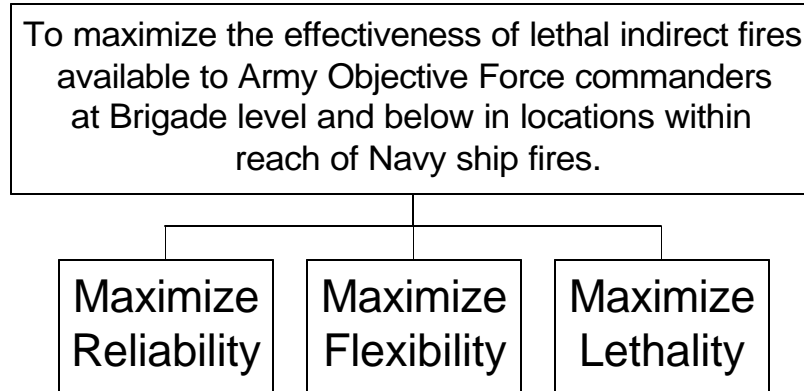 To maximize the effectiveness of lethal indirect fires
available to Army Objective Force commanders
at Brigade level and below in locations within
reach of Navy ship fires.
Maximize
Reliability
Maximize
Flexibility
Maximize
Lethality